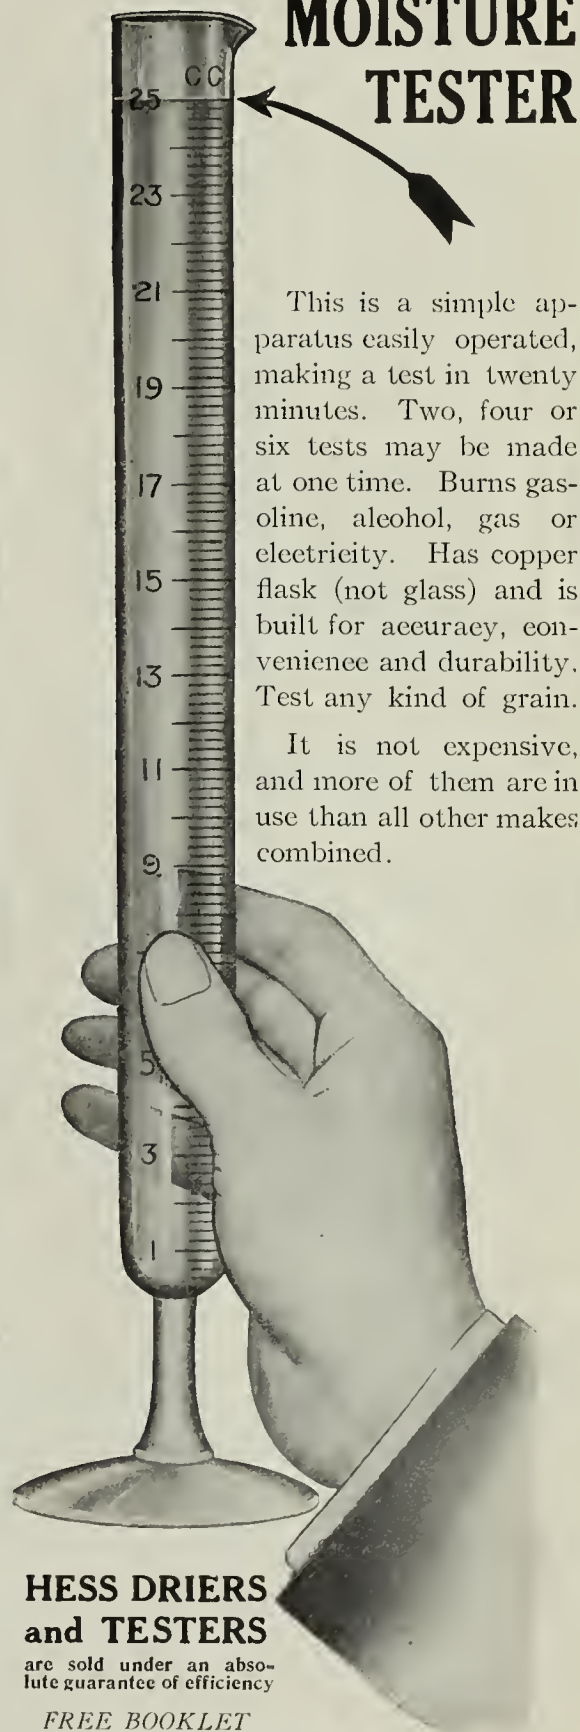 MOISTURE
TESTER
CC
25
23
21
19
17
15
13
11
9
5
3
1
This is a simple ap-
paratus easily operated,
making a test in twenty
minutes. Two, four or
six tests may be made
at one time. Burns gas-
oline, alcohol, gas or
electricity. Has copper
flask (not glass) and is
built for accuracy, con-
venience and durability.
Test any kind of grain.
It is not expensive,
and more of them are in
use than all other makes
combined.
HESS DRIERS
and TESTERS
are sold under an abso-
lute guarantee of efficiency
FREE BOOKLET